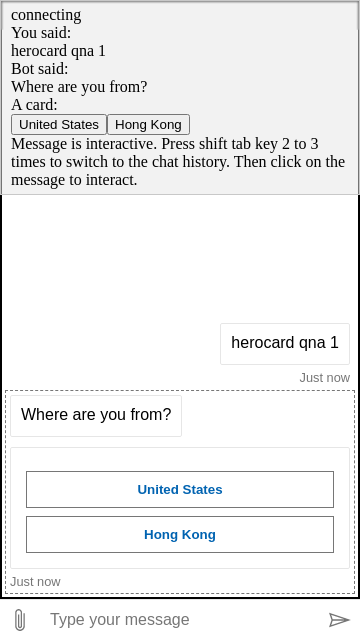 connecting
You said:
herocard qna 1
Bot said:
Where are you from?
A card:
United States Hong Kong
Message is interactive. Press shift tab key 2 to 3
times to switch to the chat history. Then click on the
message to interact.
herocard qna 1
Just now
Where are you from?
United States
Hong Kong
Just now
Type your message